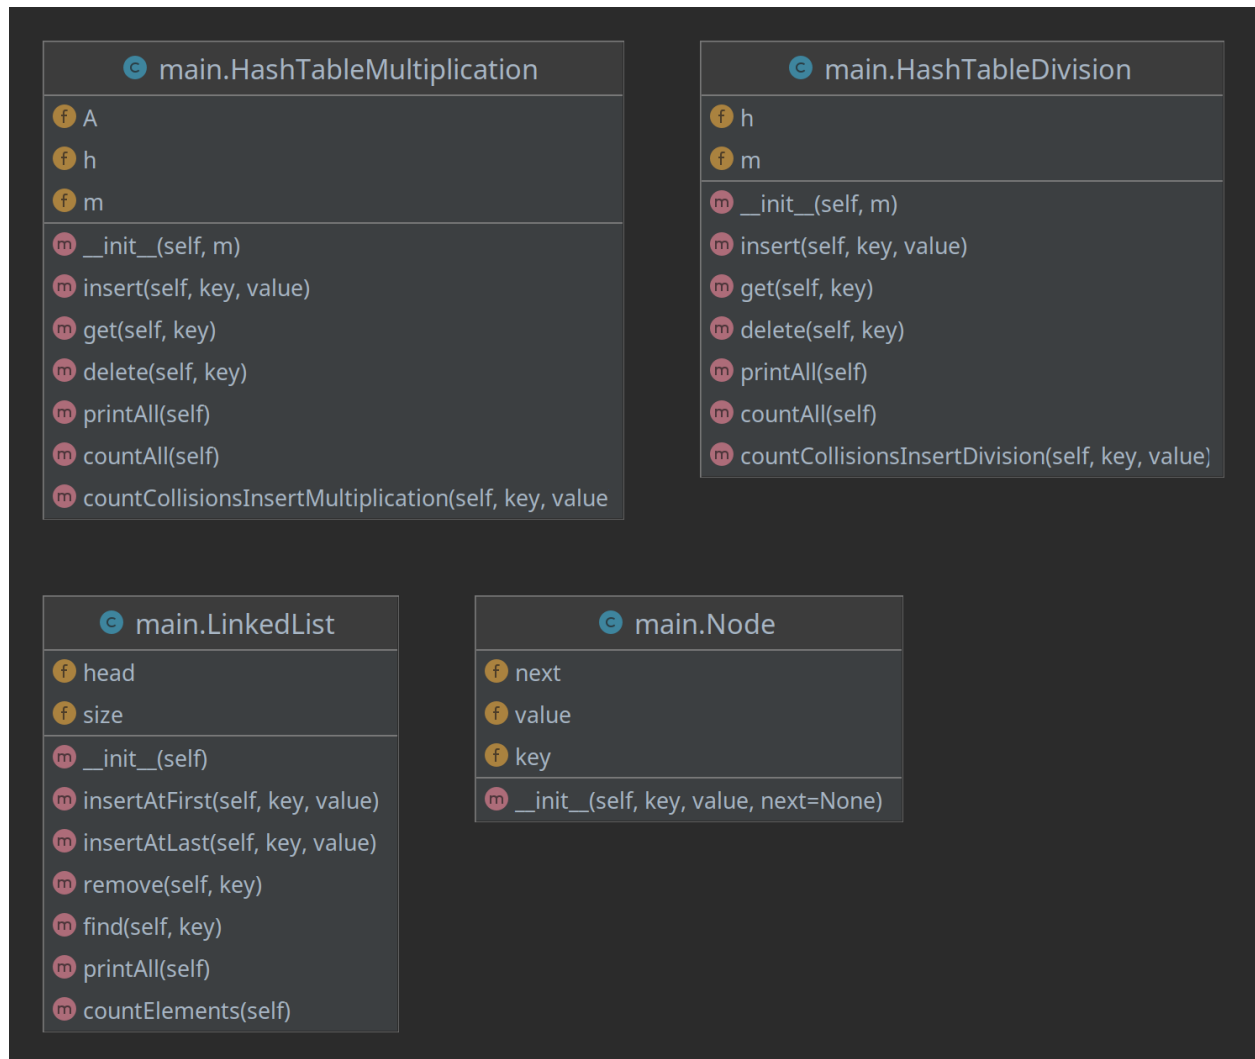 main.HashTableMultiplication
A
h
m
__init__(self, m)
insert(self, key, value)
get(self, key)
delete(self, key)
printAll(self)
countAll(self)
countCollisionsInsertMultiplication(self, key, value
main.HashTableDivision
h
m
__init__(self, m)
insert(self, key, value)
get(self, key)
delete(self, key)
printAll(self)
countAll(self)
countCollisionsInsertDivision(self, key, value)
main.LinkedList
head
size
__init__(self)
insertAtFirst(self, key, value)
insertAtLast(self, key, value)
remove(self, key)
find(self, key)
printAll(self)
countElements(self)
main.Node
next
value
key
__init__(self, key, value, next=None)